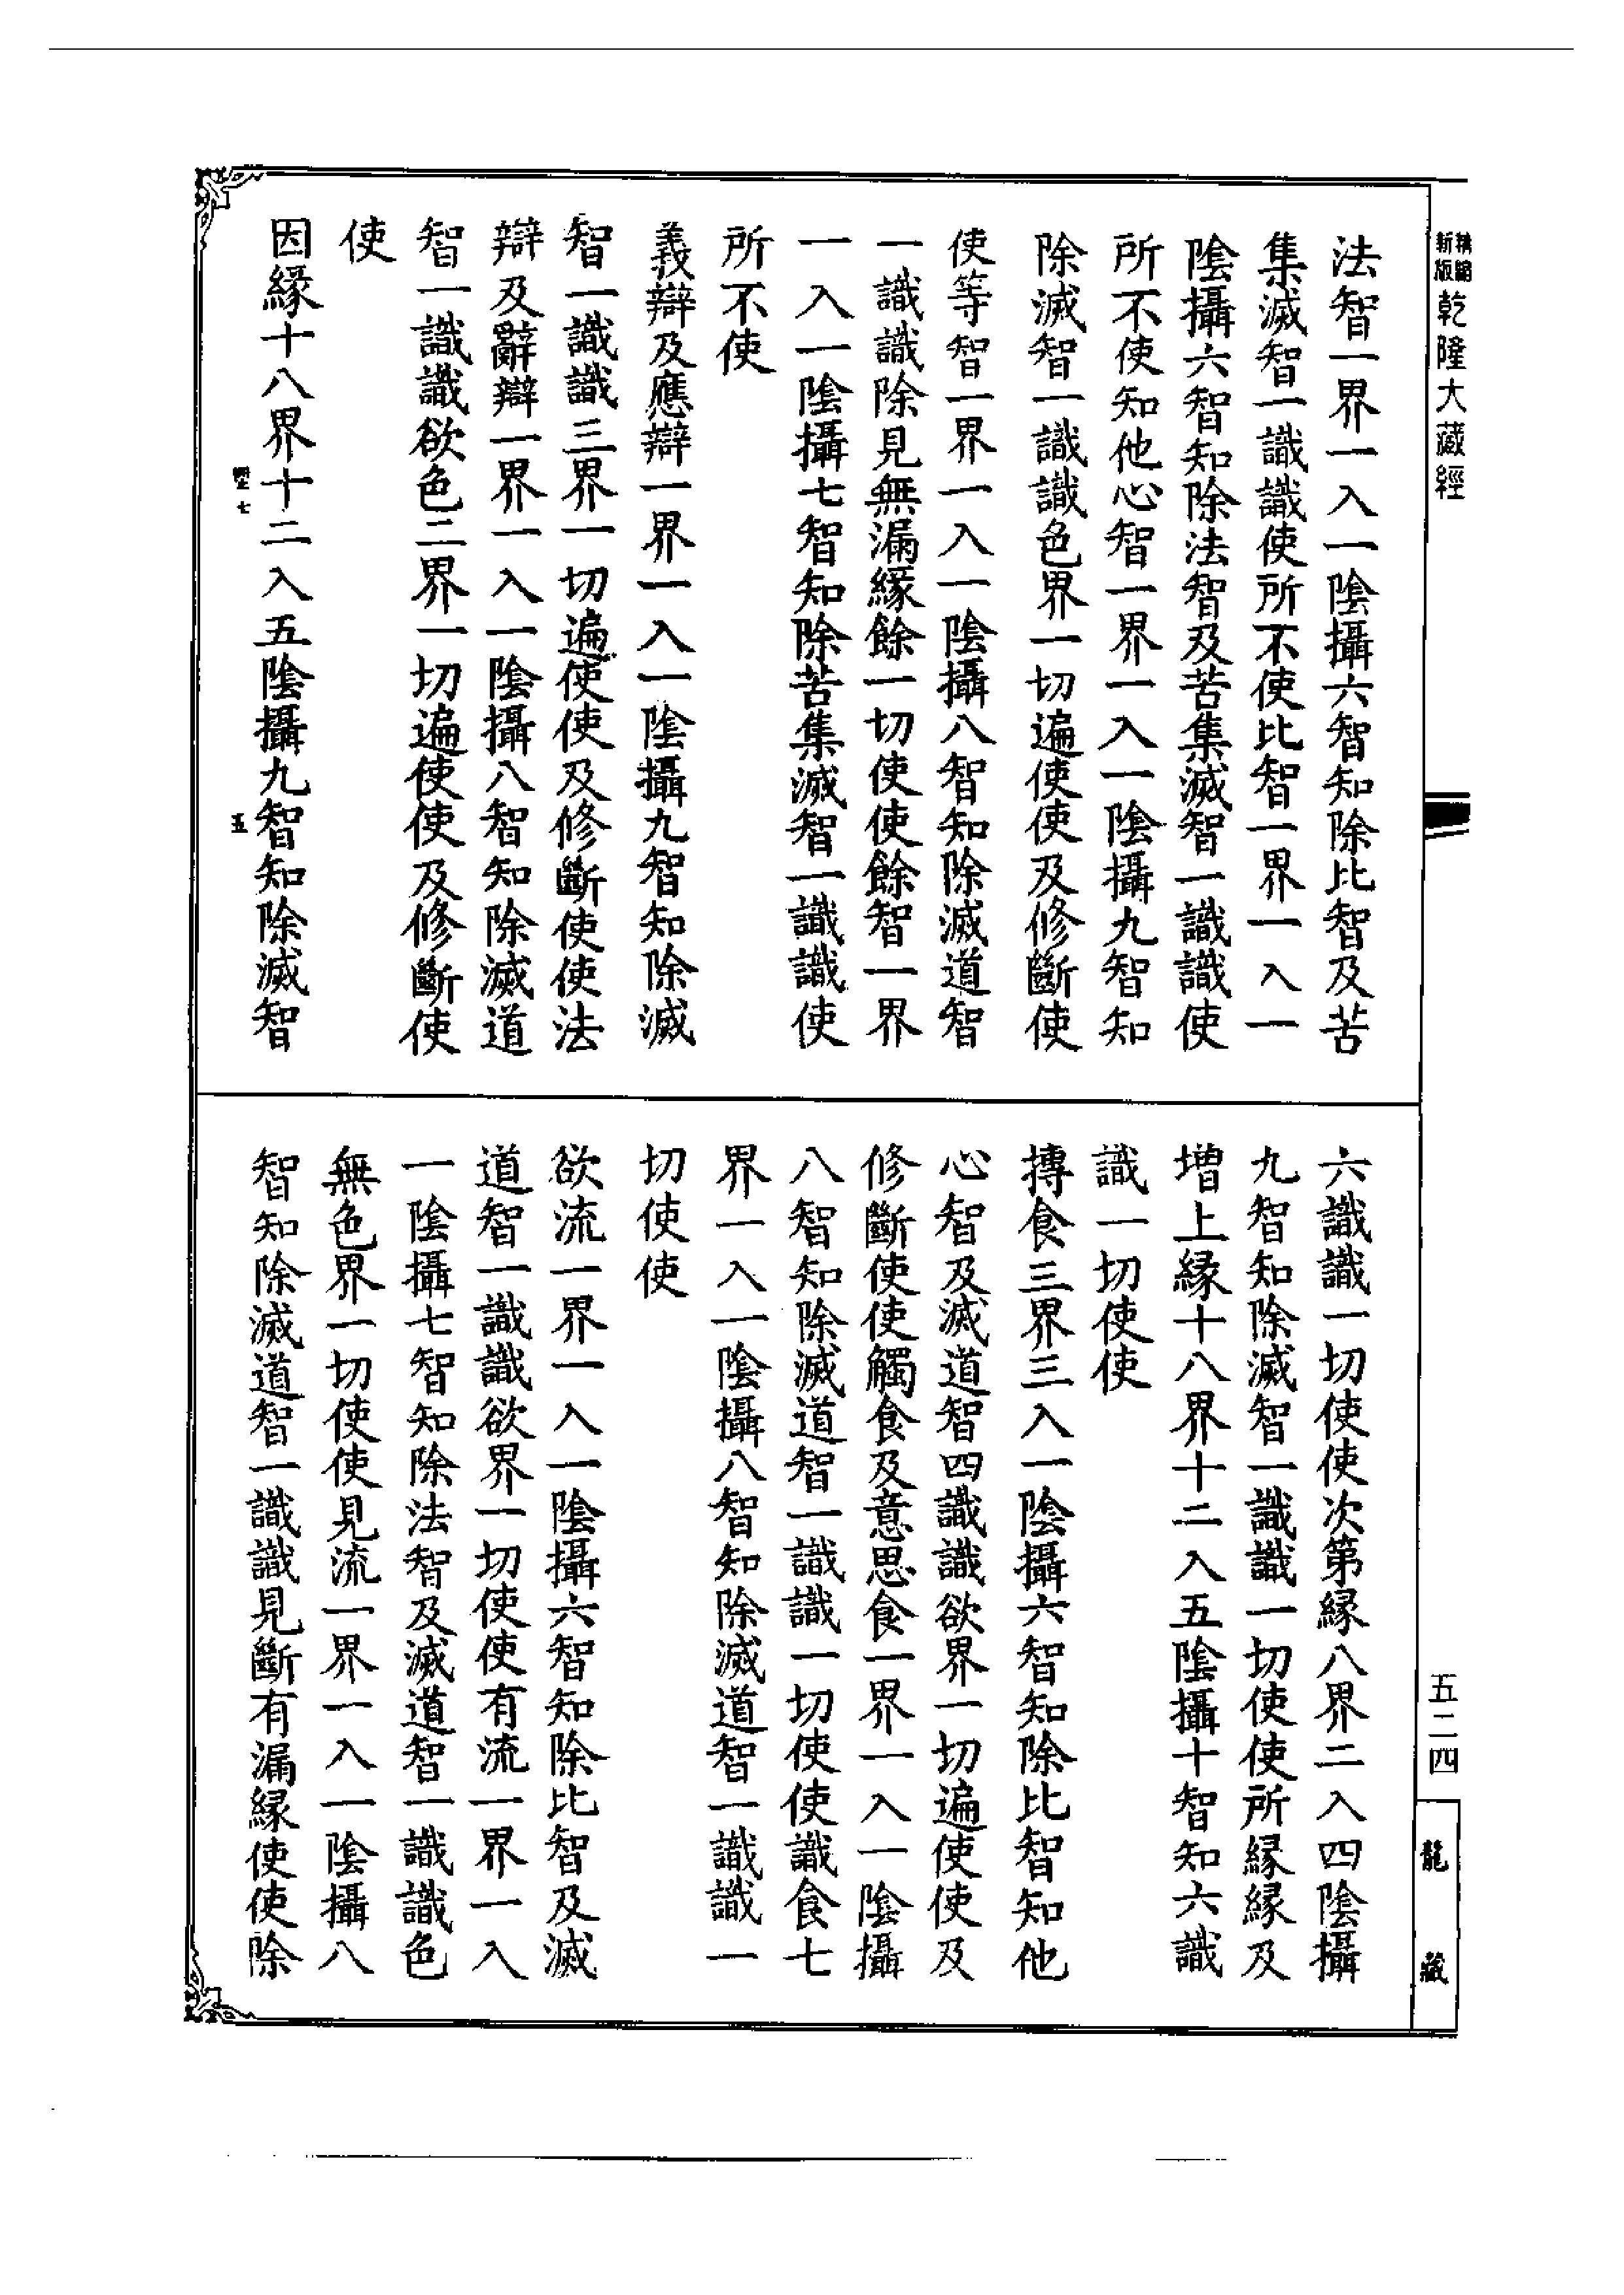 新版精編乾隆大藏經
法智一界一入一陰攝六智知除比智及苦
集滅智一識識使所不使比智一界一入一
陰攝六智知除法智及苦集滅智一識識使
所不使知他心智一界一入一陰攝九智知
除滅智一識識色界一切遍使使及修斷使
使等智一界一入一陰攝八智知除滅道智
一識識除見無漏緣餘一切使使餘智一界
一入一陰攝七智知除苦集滅智一識識使
所不使
義辯及應辯一界一入一陰攝九智知除滅
智一識識三界一切遍使使及修斷使使法
辯及辭辯一界一入一陰攝八智知除滅道
智一識識欲色二界一切遍使使及修斷使
使
因緣十八界十二入五陰攝九智知除滅智
七
五
六識識一切使使次第緣八界二入四陰攝
九智知除滅智一識識一切使使所緣緣及
增上緣十八界十二入五陰攝十智知六識
識一切使使
摶食三界三入一陰攝六智知除比智知他
心智及滅道智四識識欲界一切遍使使及
修斷使使觸食及意思食一界一入一陰攝
八智知除滅道智一識識一切使使識食七
界一入一陰攝八智知除滅道智一識識一
切使使
欲流一界一入一陰攝六智知除比智及滅
道智一識識欲界一切使使有流一界一入
一陰攝七智知除法智及滅道智一識識色
無色界一切使使見流一界一入一陰攝八
智知除滅道智一識識見斷有漏緣使使除
五二四
龍藏